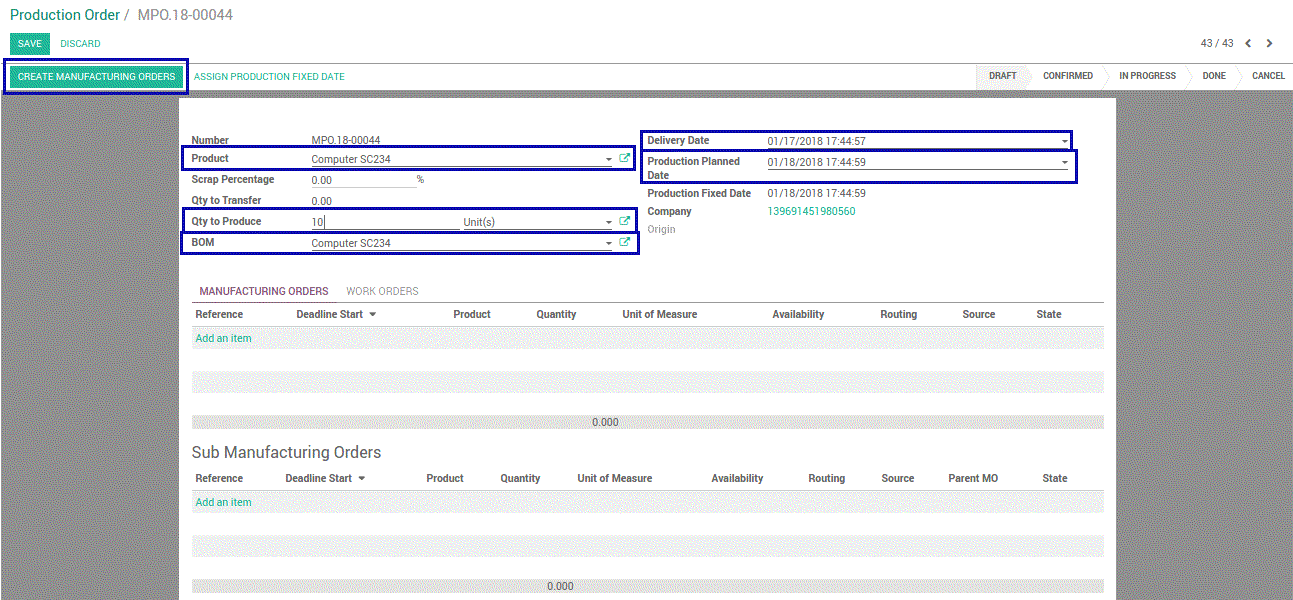 Production Order / MPO.18-00044
SAVE DISCARD 43 / 43
CREATE MANUFACTURING ORDERS ASSIGN PRODUCTION FIXED DATE DRAFT CONFIRMED IN PROGRESS DONE CANCEL
Number MPO.18-00044 Delivery Date 01/17/2018 17:44:57
Product Computer SC234 Production Planned Date 01/18/2018 17:44:59
Scrap Percentage 0.00 % Production Fixed Date 01/18/2018 17:44:59
Qty to Transfer 0.00 Company 139691451980560
Qty to Produce 10 Unit(s) Origin
BOM Computer SC234
MANUFACTURING ORDERS WORK ORDERS
Reference Deadline Start Product Quantity Unit of Measure Availability Routing Source State
Add an item
0.000
Sub Manufacturing Orders
Reference Deadline Start Product Quantity Unit of Measure Availability Routing Source Parent MO State
Add an item
0.000